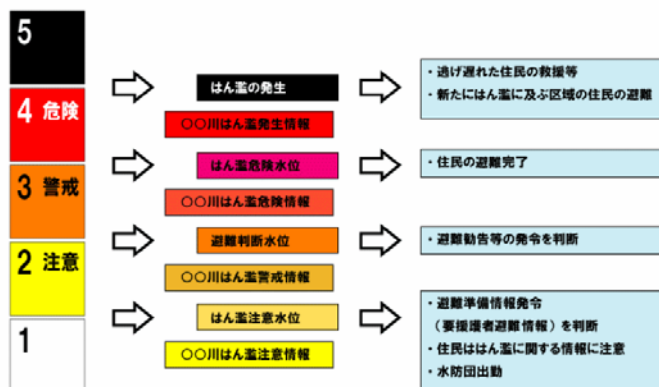 5
4 危険
3 警戒
2 注意
1
はん濫の発生
〇〇川はん濫発生情報
はん濫危険水位
〇〇川はん濫危険情報
避難判断水位
〇〇川はん濫警戒情報
はん濫注意水位
〇〇川はん濫注意情報
・逃げ遅れた住民の救援等
・新たにはん濫に及ぶ区域の住民の避難
・住民の避難完了
・避難勧告等の発令を判断
・避難準備情報発令
（要援護者避難情報）を判断
・住民ははん濫に関する情報に注意
・水防団出動